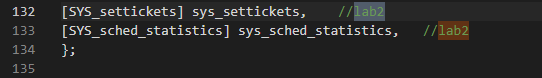 132 [SYS_settickets] sys_settickets, //lab2
133 [SYS_sched_statistics] sys_sched_statistics, //lab2
134 };
135